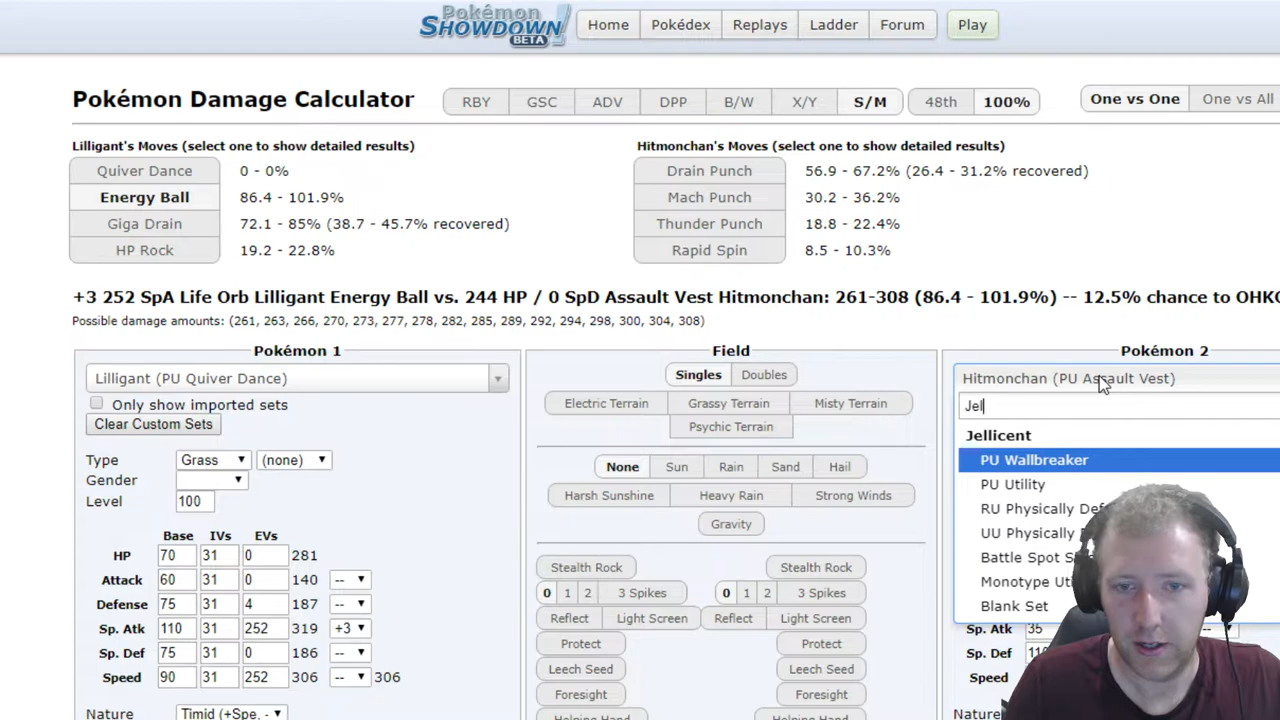 Pokémon
SHOWDOWN!
BETA
Home Pokédex Replays Ladder Forum Play
Pokémon Damage Calculator
RBY GSC ADV DPP B/W X/Y S/M 48th 100% One vs One One vs All
Lilligant's Moves (select one to show detailed results)
Quiver Dance 0 - 0%
Energy Ball 86.4 - 101.9%
Giga Drain 72.1 - 85% (38.7 - 45.7% recovered)
HP Rock 19.2 - 22.8%
Hitmonchan's Moves (select one to show detailed results)
Drain Punch 56.9 - 67.2% (26.4 - 31.2% recovered)
Mach Punch 30.2 - 36.2%
Thunder Punch 18.8 - 22.4%
Rapid Spin 8.5 - 10.3%
+3 252 SpA Life Orb Lilligant Energy Ball vs. 244 HP / 0 SpD Assault Vest Hitmonchan: 261-308 (86.4 - 101.9%) -- 12.5% chance to OHKO
Possible damage amounts: (261, 263, 266, 270, 273, 277, 278, 282, 285, 289, 292, 294, 298, 300, 304, 308)
Pokémon 1
Lilligant (PU Quiver Dance)
Only show imported sets
Clear Custom Sets
Type Grass (none)
Gender
Level 100
Base IVs EVs
HP 70 31 0 281
Attack 60 31 0 140 --
Defense 75 31 4 187 --
Sp. Atk 110 31 252 319 +3
Sp. Def 75 31 0 186 --
Speed 90 31 252 306 -- 306
Nature Timid (+Spe, -
Field
Singles Doubles
Electric Terrain Grassy Terrain Misty Terrain
Psychic Terrain
None Sun Rain Sand Hail
Harsh Sunshine Heavy Rain Strong Winds
Gravity
Stealth Rock Stealth Rock
0 1 2 3 Spikes 0 1 2 3 Spikes
Reflect Light Screen Reflect Light Screen
Protect Protect
Leech Seed Leech Seed
Foresight Foresight
Helping Hand Helping Hand
Pokémon 2
Hitmonchan (PU Assault Vest)
Jel
Jellicent
PU Wallbreaker
PU Utility
RU Physically Def
UU Physically
Battle Spot
Monotype
Blank Set
Sp. Atk 35 --
Sp. Def 110
Speed
Nature